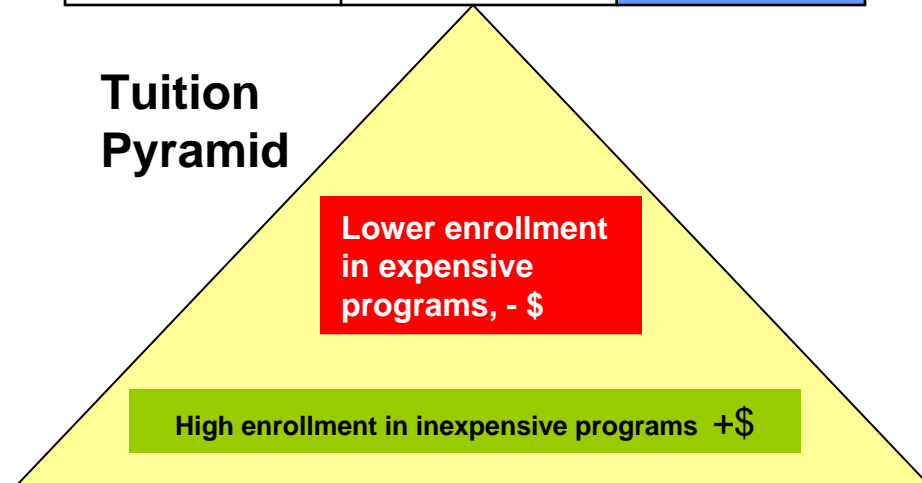 Tuition
Pyramid
Lower enrollment
in expensive
programs, - $
High enrollment in inexpensive programs +$